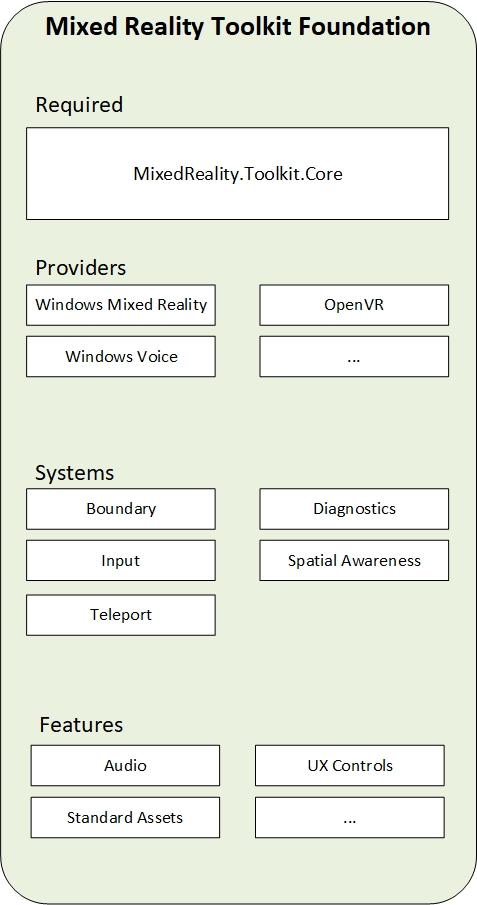 Mixed Reality Toolkit Foundation
Required
MixedReality.Toolkit.Core
Providers
Windows Mixed Reality
OpenVR
Windows Voice
...
Systems
Boundary
Diagnostics
Input
Spatial Awareness
Teleport
Features
Audio
UX Controls
Standard Assets
...